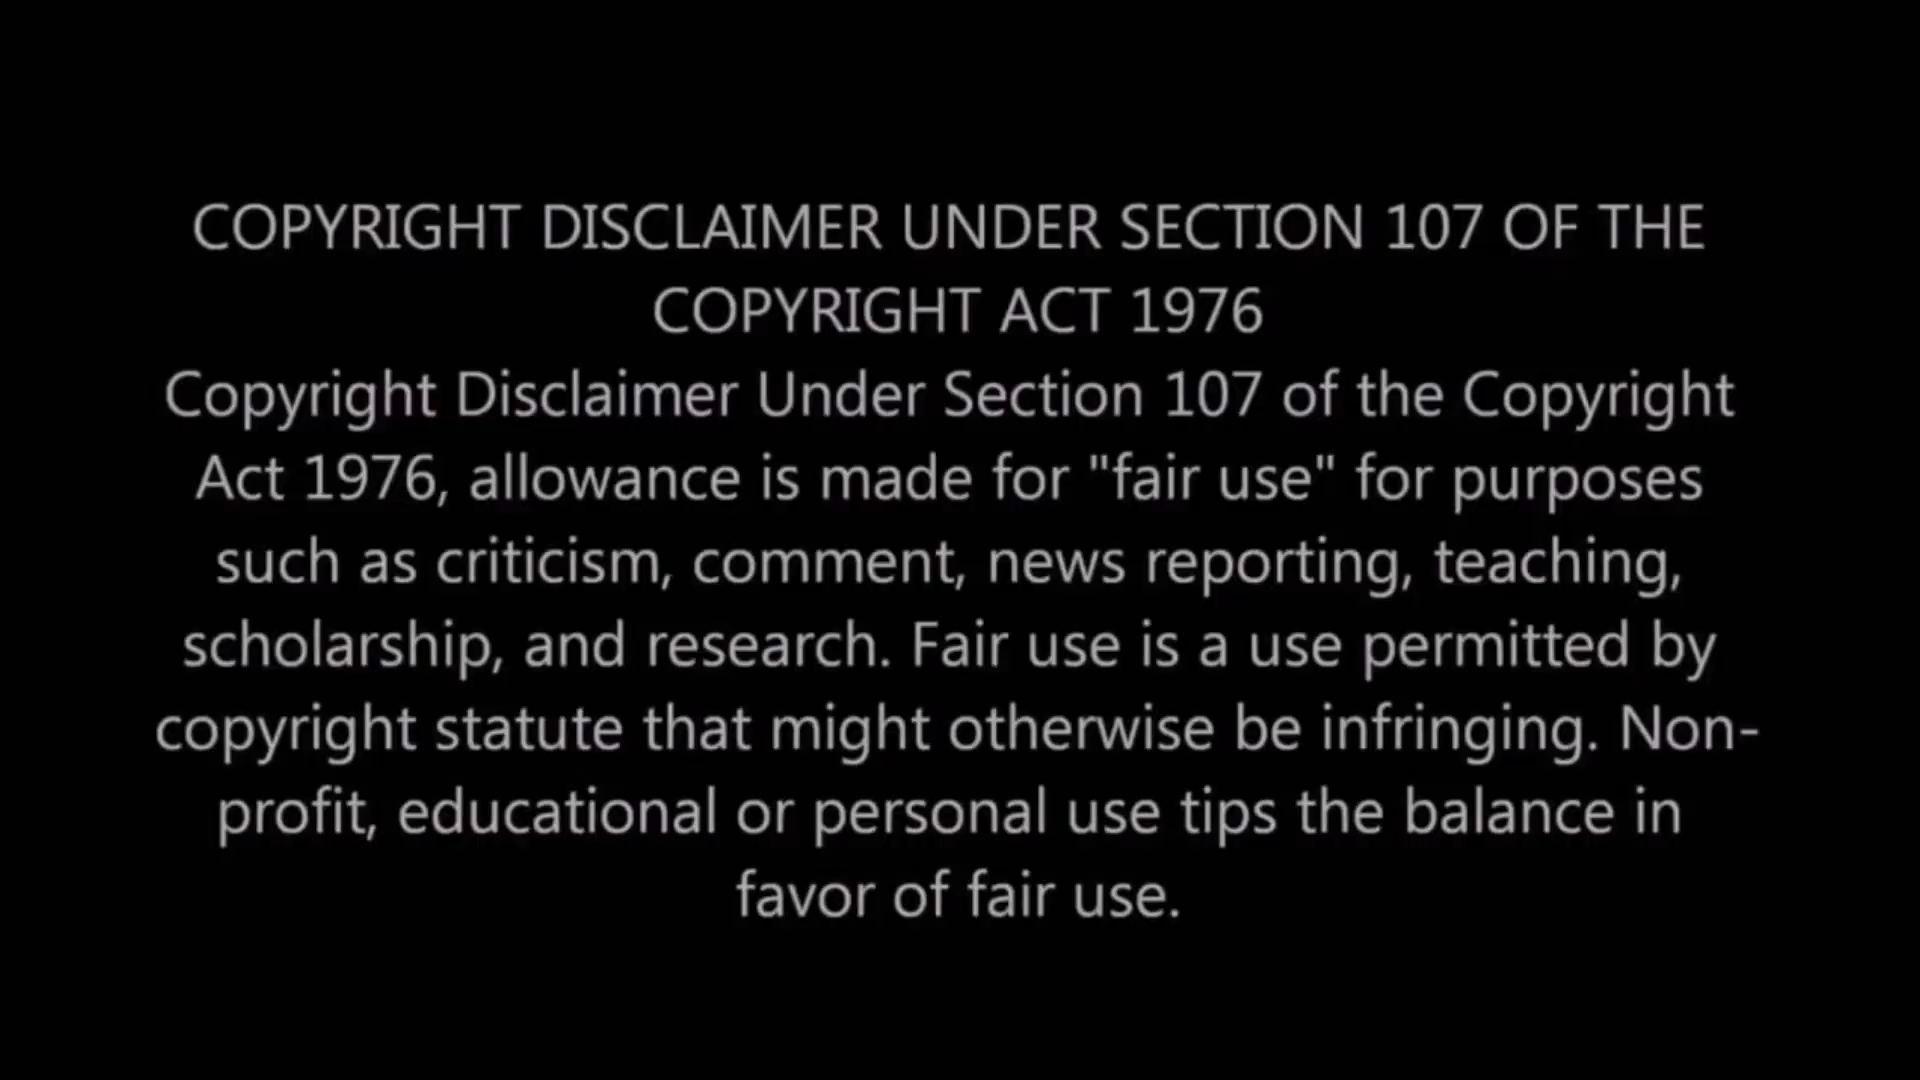 COPYRIGHT DISCLAIMER UNDER SECTION 107 OF THE
COPYRIGHT ACT 1976
Copyright Disclaimer Under Section 107 of the Copyright
Act 1976, allowance is made for "fair use" for purposes
such as criticism, comment, news reporting, teaching,
scholarship, and research. Fair use is a use permitted by
copyright statute that might otherwise be infringing. Non-
profit, educational or personal use tips the balance in
favor of fair use.